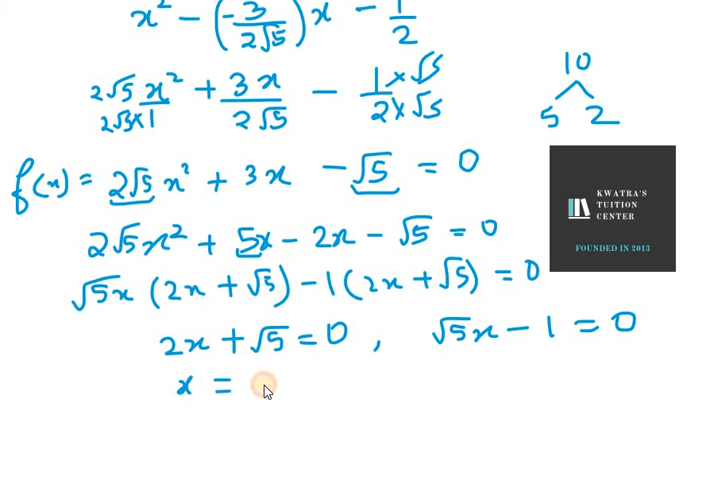 x² − (−3/2√5)x − 1/2
2√5 x²/2√5×1 + 3x/2√5 − 1×√5/2×√5
10
5 2
f(x) = 2√5 x² + 3x − √5 = 0
KWATRA'S
TUITION
CENTER
FOUNDED IN 2013
2√5x² + 5x − 2x − √5 = 0
√5x (2x + √5) − 1(2x + √5) = 0
2x + √5 = 0 , √5x − 1 = 0
x =